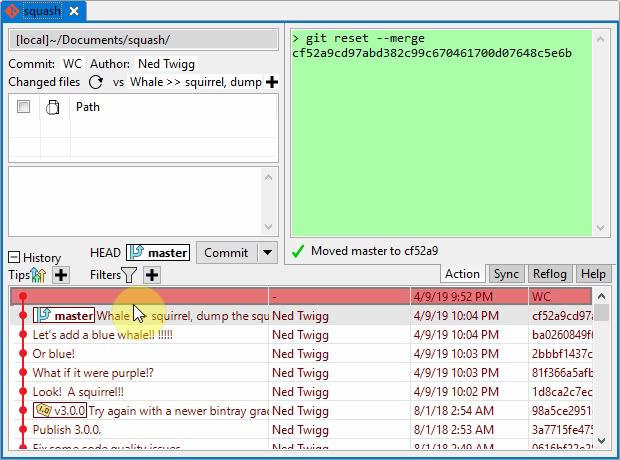 squash
[local]~/Documents/squash/
Commit: WC Author: Ned Twigg
Changed files vs Whale >> squirrel, dump
Path
> git reset --merge
cf52a9cd97abd382c99c670461700d07648c5e6b
History HEAD master Commit
Moved master to cf52a9
Tips Filters
Action Sync Reflog Help
- 4/9/19 9:52 PM WC
master Whale squirrel, dump the squ Ned Twigg 4/9/19 10:04 PM cf52a9cd97
Let's add a blue whale!! !!!!! Ned Twigg 4/9/19 10:04 PM ba0260849f
Or blue! Ned Twigg 4/9/19 10:03 PM 2bbbf1437c
What if it were purple!? Ned Twigg 4/9/19 10:03 PM 81f366a5afb
Look! A squirrel!!! Ned Twigg 4/9/19 10:02 PM 1d8ca2c7ec
v3.0.0 Try again with a newer bintray grad Ned Twigg 8/1/18 2:54 AM 98a5ce2951
Publish 3.0.0. Ned Twigg 8/1/18 2:53 AM 3a7715fe475
Fix some code quality issues Ned Twigg 8/1/18 2:49 AM